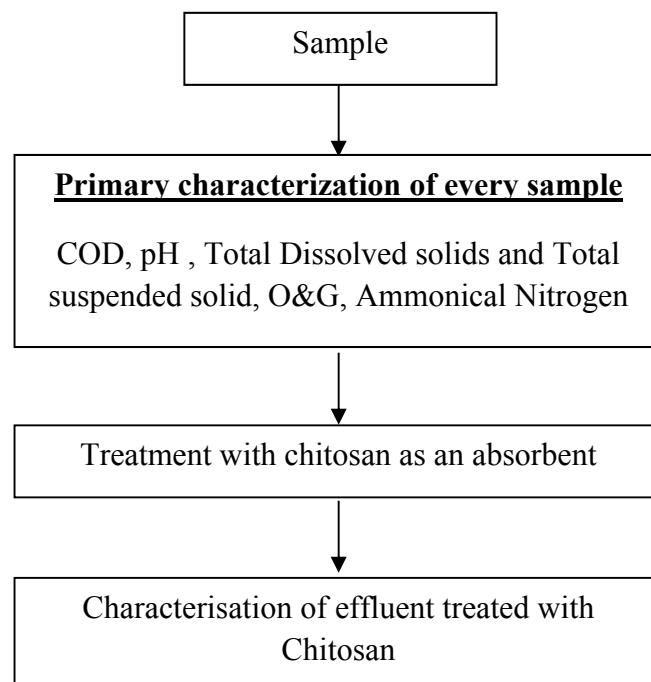 Sample
Primary characterization of every sample
COD, pH , Total Dissolved solids and Total
suspended solid, O&G, Ammonical Nitrogen
Treatment with chitosan as an absorbent
Characterisation of effluent treated with
Chitosan